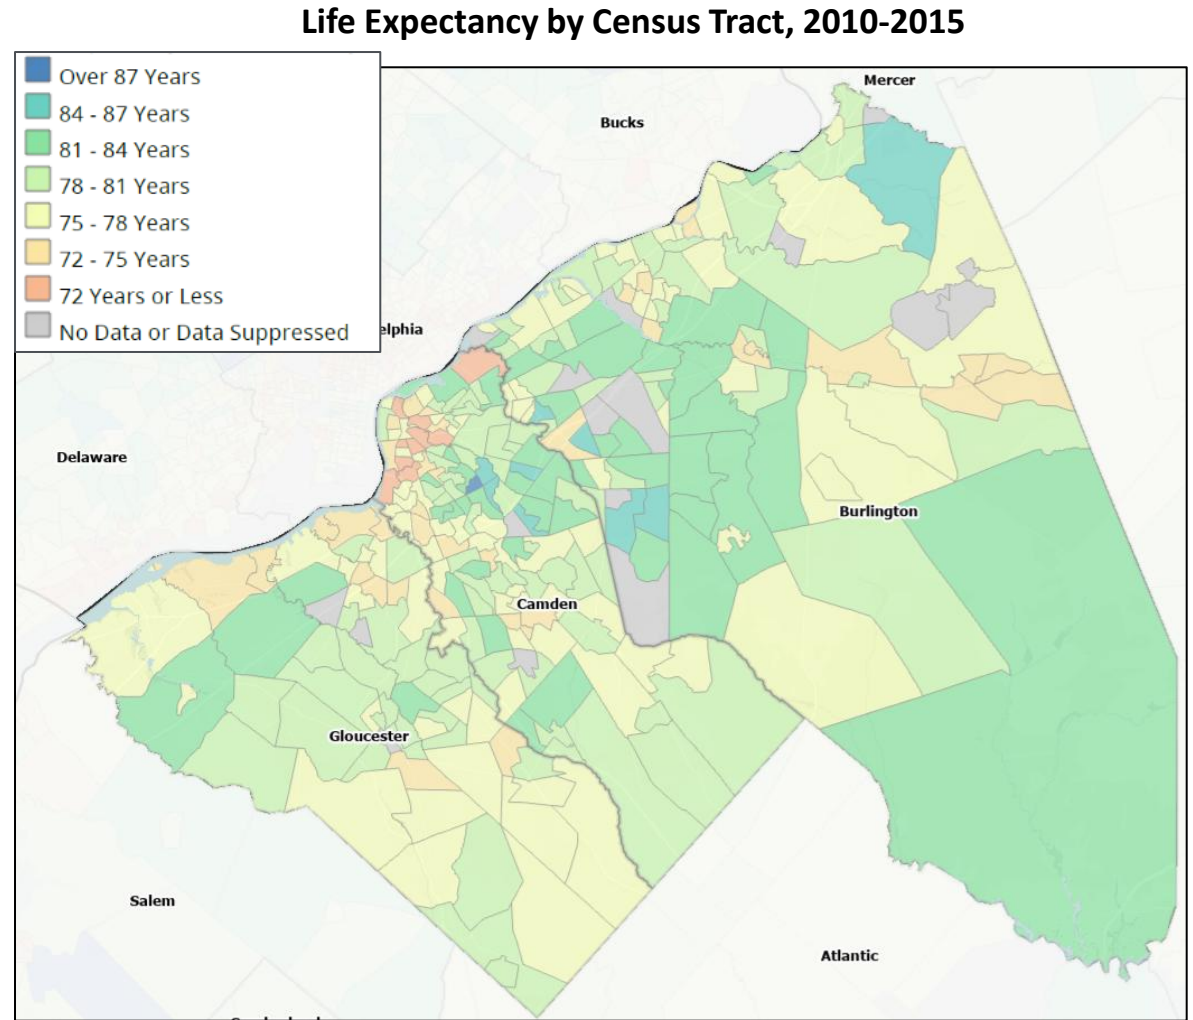 Life Expectancy by Census Tract, 2010-2015
Over 87 Years
84 - 87 Years
81 - 84 Years
78 - 81 Years
75 - 78 Years
72 - 75 Years
72 Years or Less
No Data or Data Suppressed
Mercer
Bucks
elphia
Delaware
Burlington
Camden
Gloucester
Salem
Atlantic